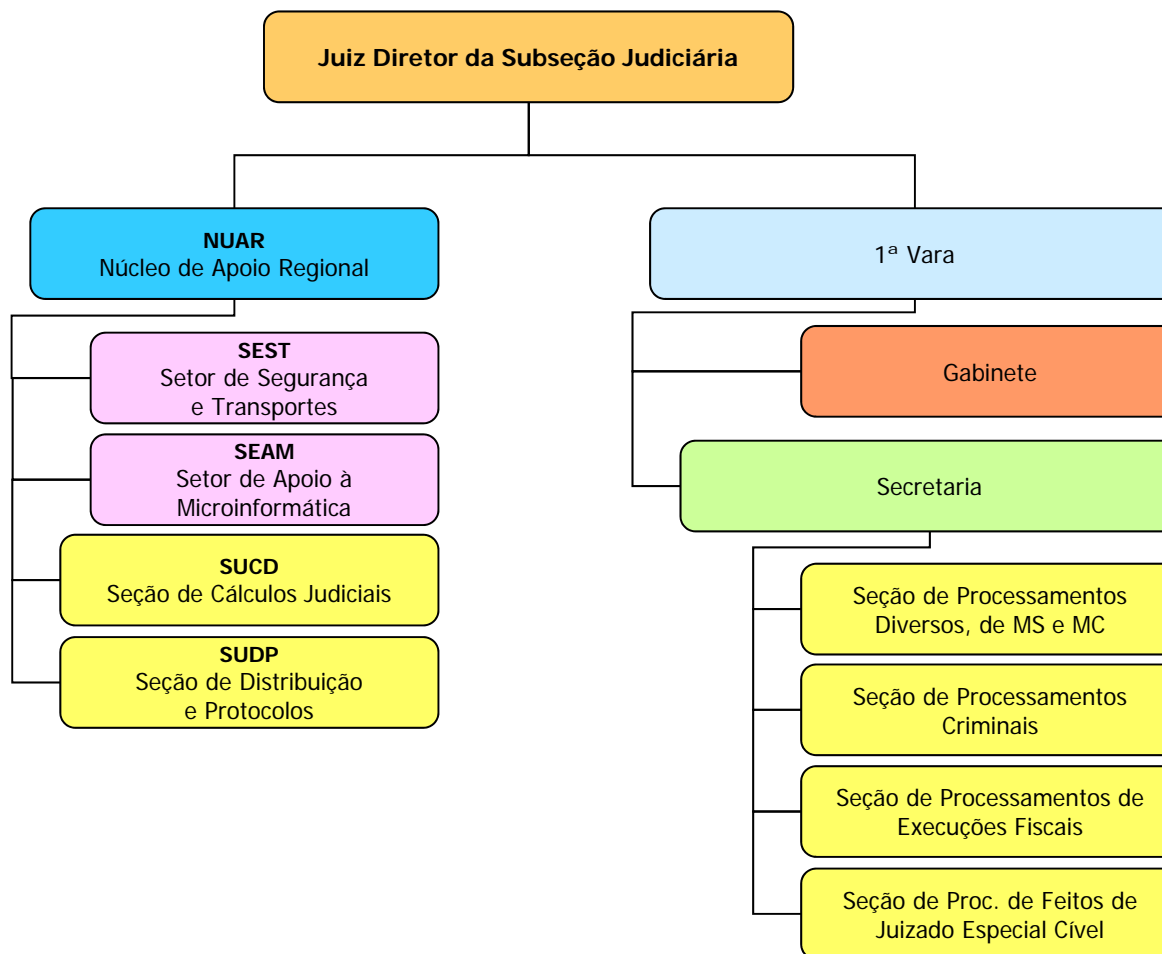 Juiz Diretor da Subseção Judiciária
NUAR
Núcleo de Apoio Regional
SEST
Setor de Segurança
e Transportes
SEAM
Setor de Apoio à
Microinformática
SUCD
Seção de Cálculos Judiciais
SUDP
Seção de Distribuição
e Protocolos
1ª Vara
Gabinete
Secretaria
Seção de Processamentos
Diversos, de MS e MC
Seção de Processamentos
Criminais
Seção de Processamentos de
Execuções Fiscais
Seção de Proc. de Feitos de
Juizado Especial Cível